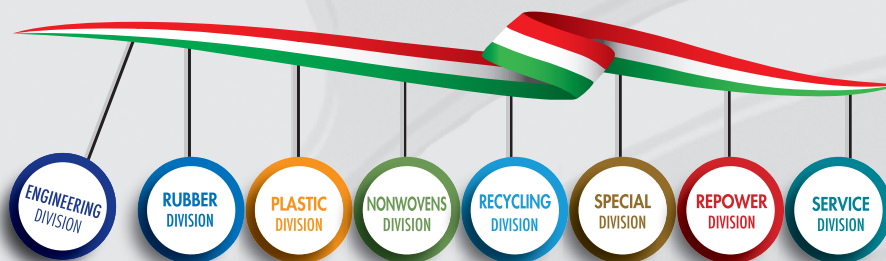 ENGINEERING
DIVISION
RUBBER
DIVISION
PLASTIC
DIVISION
NONWOVENS
DIVISION
RECYCLING
DIVISION
SPECIAL
DIVISION
REPOWER
DIVISION
SERVICE
DIVISION